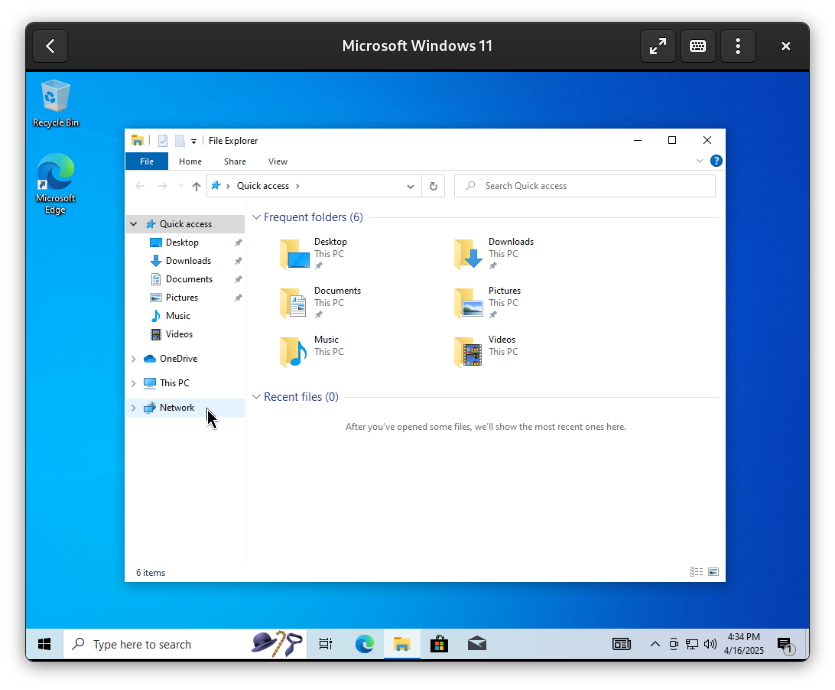 Microsoft Windows 11
Recycle Bin
Microsoft
Edge
File Explorer
File
Home
Share
View
Quick access
Search Quick access
Quick access
Desktop
Downloads
Documents
Pictures
Music
Videos
OneDrive
This PC
Network
Frequent folders (6)
Desktop
This PC
Downloads
This PC
Documents
This PC
Pictures
This PC
Music
This PC
Videos
This PC
Recent files (0)
After you've opened some files, we'll show the most recent ones here.
6 items
Type here to search
4:34 PM
4/16/2025
1